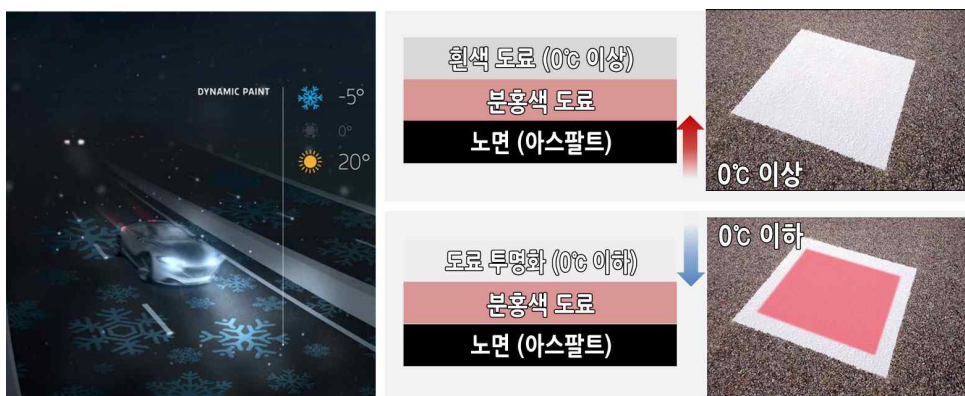 DYNAMIC PAINT
-5°
0°
20°
흰색 도료 (0℃ 이상)
분홍색 도료
노면 (아스팔트)
0℃ 이상
도료 투명화 (0℃ 이하)
분홍색 도료
노면 (아스팔트)
0℃ 이하